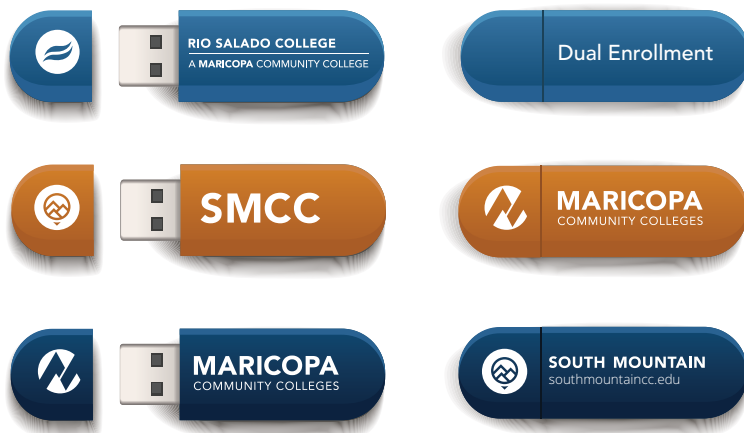 RIO SALADO COLLEGE
A MARICOPA COMMUNITY COLLEGE
Dual Enrollment
SMCC
MARICOPA
COMMUNITY COLLEGES
MARICOPA
COMMUNITY COLLEGES
SOUTH MOUNTAIN
southmountaincc.edu